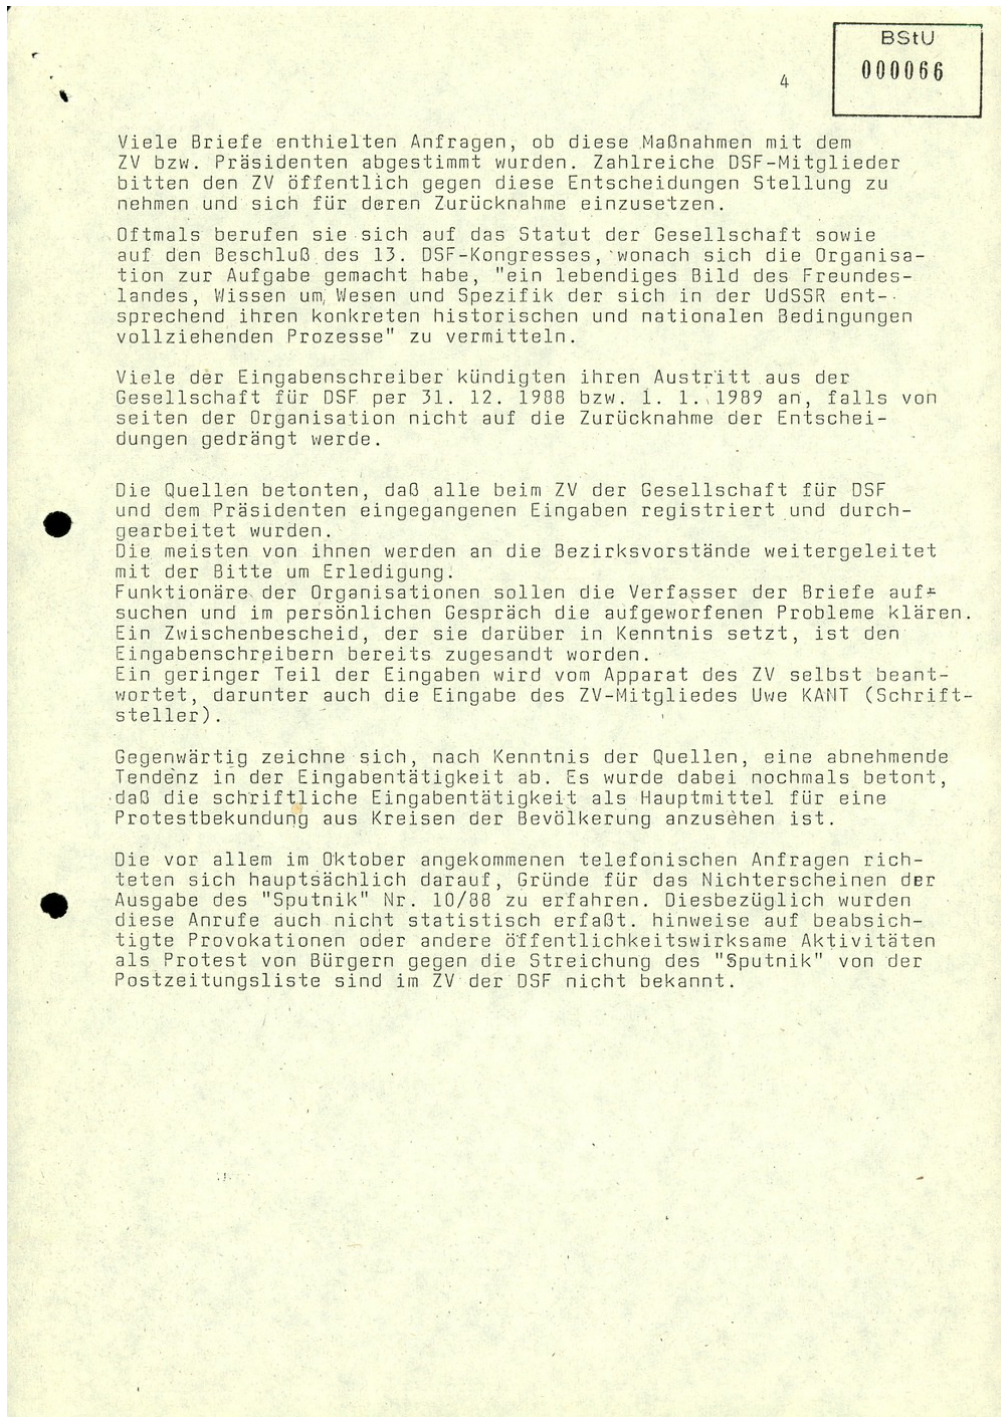 BStU
000066
4
Viele Briefe enthielten Anfragen, ob diese Maßnahmen mit dem
ZV bzw. Präsidenten abgestimmt wurden. Zahlreiche DSF-Mitglieder
bitten den ZV öffentlich gegen diese Entscheidungen Stellung zu
nehmen und sich für deren Zurücknahme einzusetzen.
Oftmals berufen sie sich auf das Statut der Gesellschaft sowie
auf den Beschluß des 13. DSF-Kongresses, wonach sich die Organisa-
tion zur Aufgabe gemacht habe, "ein lebendiges Bild des Freundes-
landes, Wissen um Wesen und Spezifik der sich in der UdSSR ent-
sprechend ihren konkreten historischen und nationalen Bedingungen
vollziehenden Prozesse" zu vermitteln.
Viele der Eingabenschreiber kündigten ihren Austritt aus der
Gesellschaft für DSF per 31. 12. 1988 bzw. 1. 1. 1989 an, falls von
seiten der Organisation nicht auf die Zurücknahme der Entschei-
dungen gedrängt werde.
Die Quellen betonten, daß alle beim ZV der Gesellschaft für DSF
und dem Präsidenten eingegangenen Eingaben registriert und durch-
gearbeitet wurden.
Die meisten von ihnen werden an die Bezirksvorstände weitergeleitet
mit der Bitte um Erledigung.
Funktionäre der Organisationen sollen die Verfasser der Briefe auf-
suchen und im persönlichen Gespräch die aufgeworfenen Probleme klären.
Ein Zwischenbescheid, der sie darüber in Kenntnis setzt, ist den
Eingabenschreibern bereits zugesandt worden.
Ein geringer Teil der Eingaben wird vom Apparat des ZV selbst beant-
wortet, darunter auch die Eingabe des ZV-Mitgliedes Uwe KANT (Schrift-
steller).
Gegenwärtig zeichne sich, nach Kenntnis der Quellen, eine abnehmende
Tendenz in der Eingabentätigkeit ab. Es wurde dabei nochmals betont,
daß die schriftliche Eingabentätigkeit als Hauptmittel für eine
Protestbekundung aus Kreisen der Bevölkerung anzusehen ist.
Die vor allem im Oktober angekommenen telefonischen Anfragen rich-
teten sich hauptsächlich darauf, Gründe für das Nichterscheinen der
Ausgabe des "Sputnik" Nr. 10/88 zu erfahren. Diesbezüglich wurden
diese Anrufe auch nicht statistisch erfaßt. hinweise auf beabsich-
tigte Provokationen oder andere öffentlichkeitswirksame Aktivitäten
als Protest von Bürgern gegen die Streichung des "Sputnik" von der
Postzeitungsliste sind im ZV der DSF nicht bekannt.